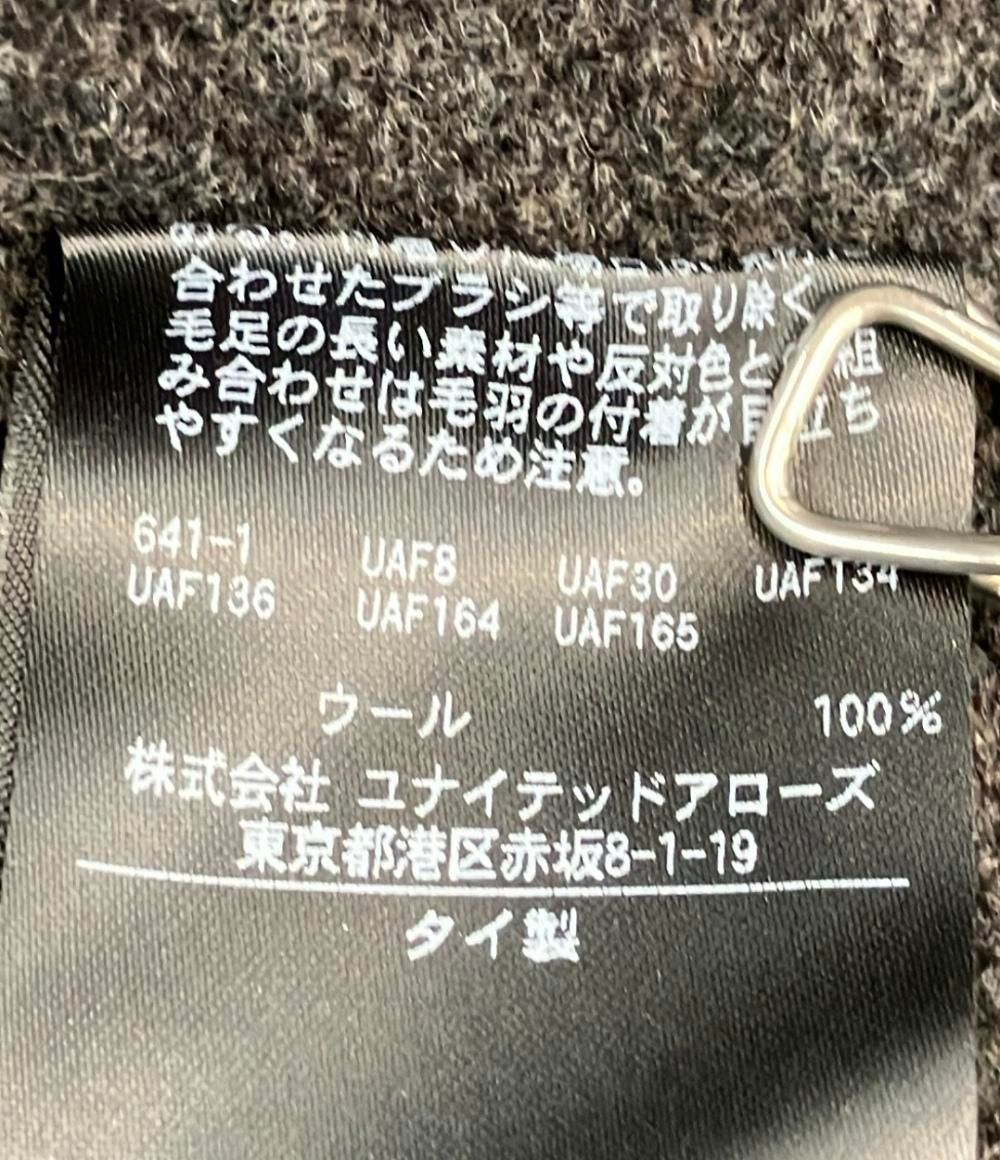 合わせたブラシ等で取り除く
毛足の長い素材や反対色と 組
み合わせは毛羽の付着が目立ち
やすくなるため注意。
641-1 UAF8 UAF30 UAF134
UAF136 UAF164 UAF165
ウール 100%
株式会社 ユナイテッドアローズ
東京都港区赤坂8-1-19
タイ製